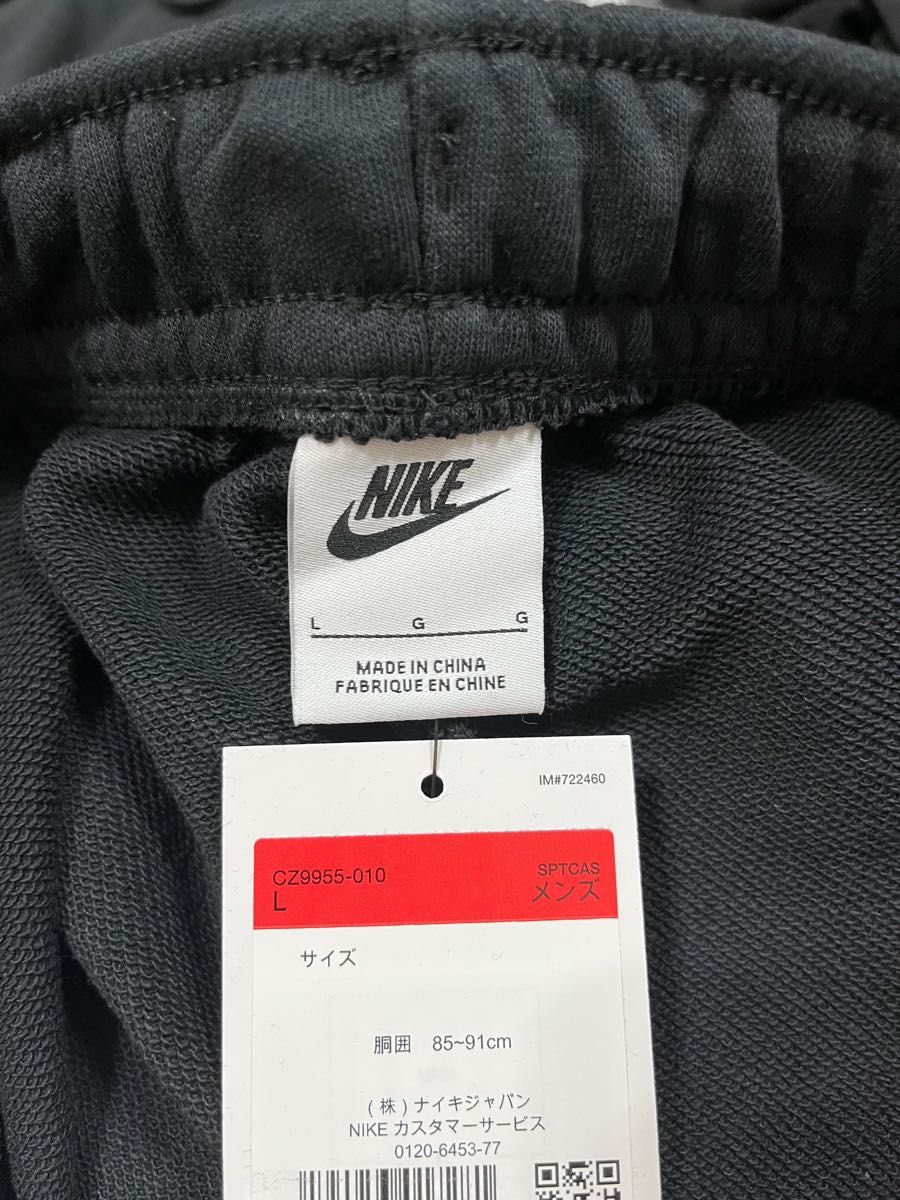 NIKE
L G G
MADE IN CHINA
FABRIQUE EN CHINE
IM#722460
CZ9955-010
SPTCAS
L
メンズ
サイズ
胴囲 85~91cm
(株)ナイキジャパン
NIKE カスタマーサービス
0120-6453-77